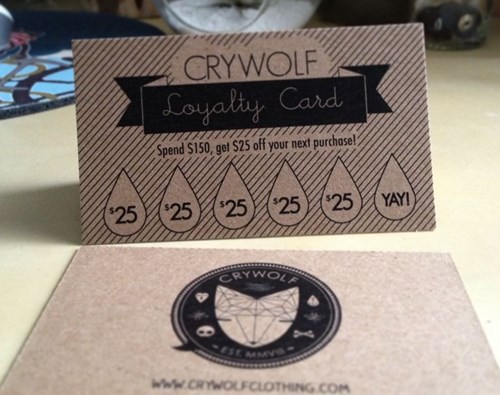 CRYWOLF
Loyalty Card
Spend $150, get $25 off your next purchase!
$25 $25 $25 $25 $25 YAY!
CRYWOLF
EST. MMVII
WWW.CRYWOLFCLOTHING.COM